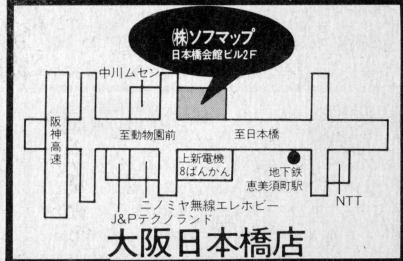 ㈱ソフマップ
日本橋会館ビル2F
中川ムセン
阪神高速
至動物園前
至日本橋
上新電機
8ばんかん
地下鉄
恵美須町駅
NTT
ニノミヤ無線エレホビー
J&Pテクノランド
大阪日本橋店